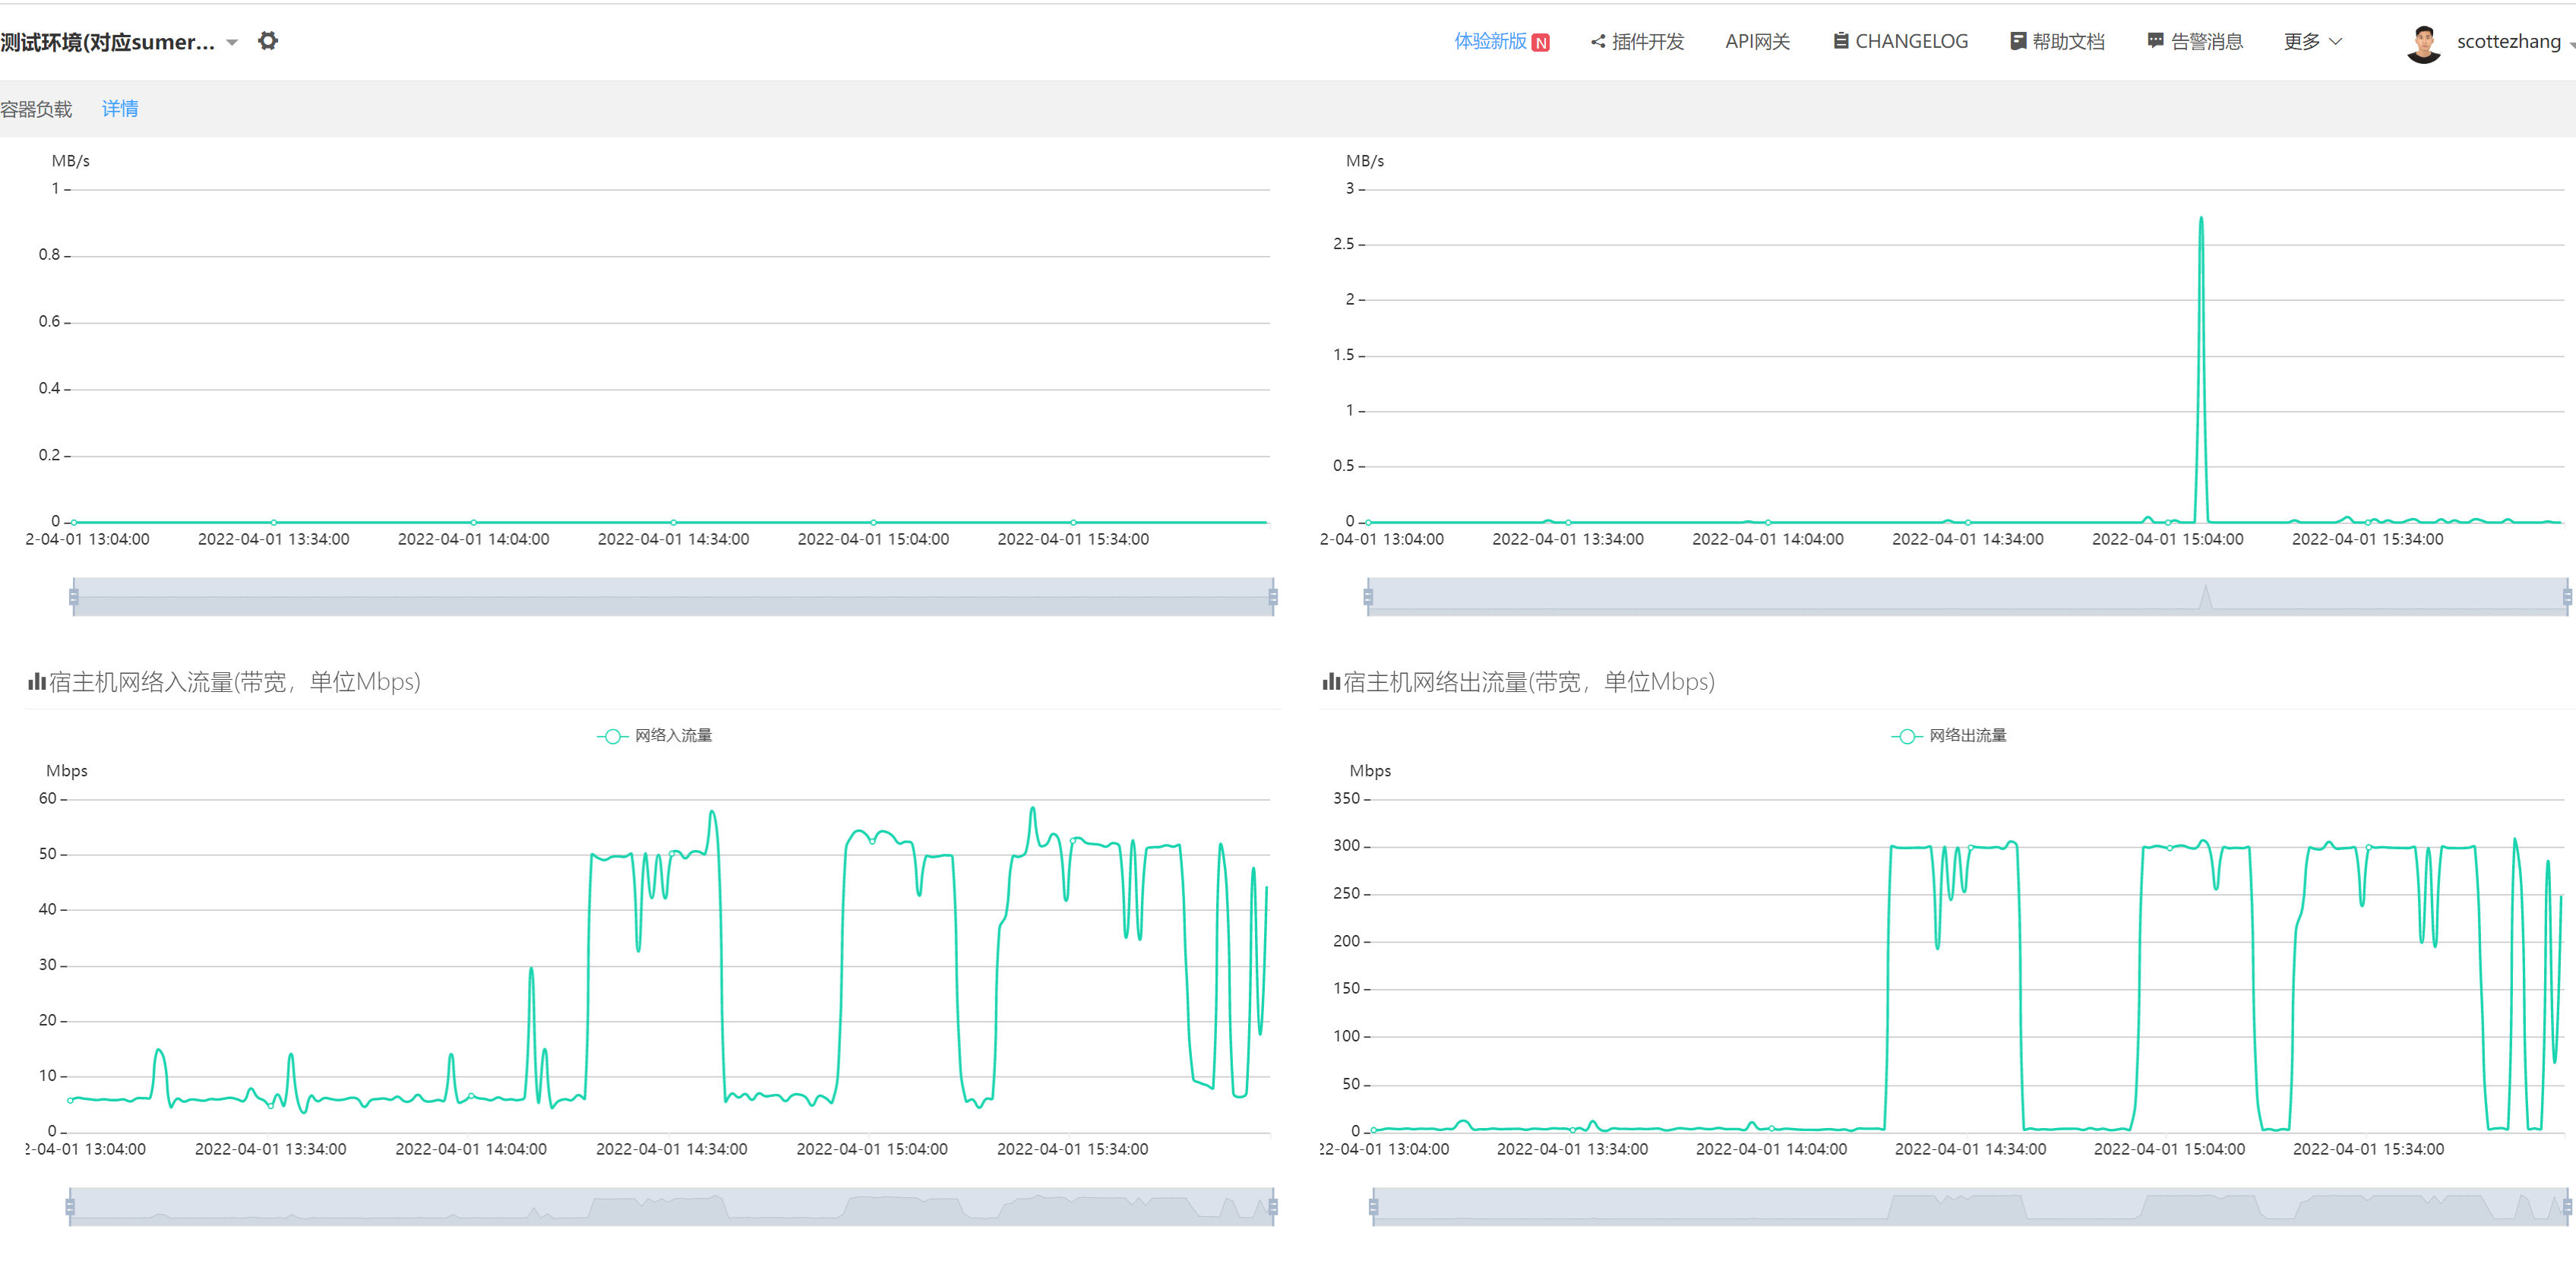 测试环境(对应sumer...
体验新版 N 插件开发 API网关 CHANGELOG 帮助文档 告警消息 更多 scottezhang
容器负载 详情
MB/s
1
0.8
0.6
0.4
0.2
0
2-04-01 13:04:00 2022-04-01 13:34:00 2022-04-01 14:04:00 2022-04-01 14:34:00 2022-04-01 15:04:00 2022-04-01 15:34:00
MB/s
3
2.5
2
1.5
1
0.5
0
2-04-01 13:04:00 2022-04-01 13:34:00 2022-04-01 14:04:00 2022-04-01 14:34:00 2022-04-01 15:04:00 2022-04-01 15:34:00
宿主机网络入流量(带宽，单位Mbps)
网络入流量
Mbps
60
50
40
30
20
10
0
2-04-01 13:04:00 2022-04-01 13:34:00 2022-04-01 14:04:00 2022-04-01 14:34:00 2022-04-01 15:04:00 2022-04-01 15:34:00
宿主机网络出流量(带宽，单位Mbps)
网络出流量
Mbps
350
300
250
200
150
100
50
0
22-04-01 13:04:00 2022-04-01 13:34:00 2022-04-01 14:04:00 2022-04-01 14:34:00 2022-04-01 15:04:00 2022-04-01 15:34:00